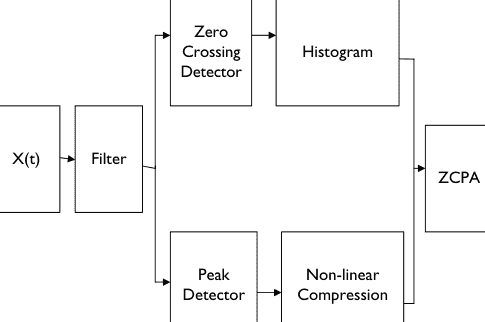 X(t)
Filter
Zero
Crossing
Detector
Histogram
Peak
Detector
Non-linear
Compression
ZCPA